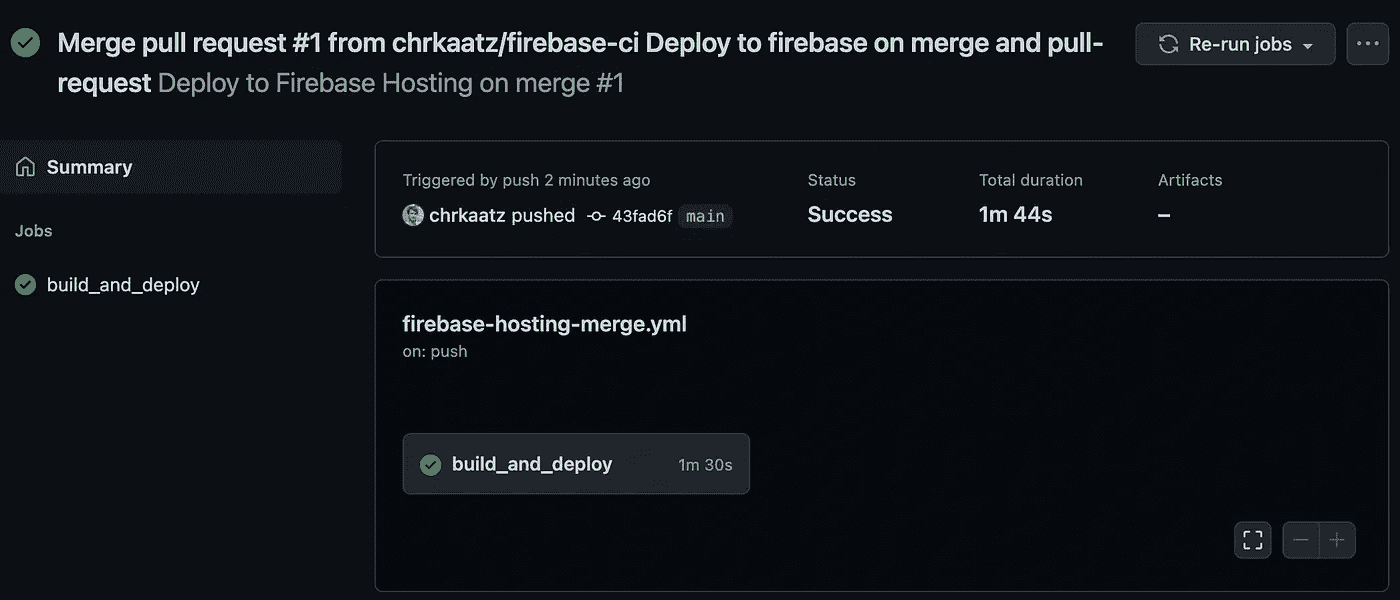 Merge pull request #1 from chrkaatz/firebase-ci Deploy to firebase on merge and pull-
request Deploy to Firebase Hosting on merge #1
Re-run jobs
Summary
Jobs
build_and_deploy
Triggered by push 2 minutes ago
chrkaatz pushed 43fad6f main
Status
Success
Total duration
1m 44s
Artifacts
–
firebase-hosting-merge.yml
on: push
build_and_deploy 1m 30s